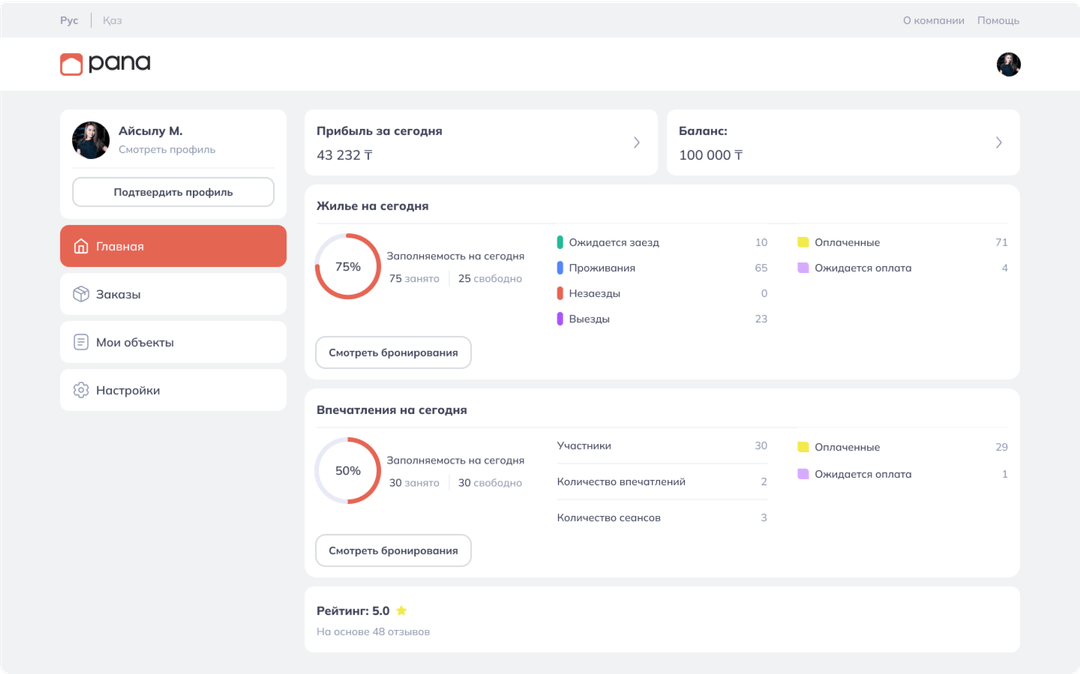 Рус Қаз О компании Помощь
pana
Айсылу М.
Смотреть профиль
Подтвердить профиль
Главная
Заказы
Мои объекты
Настройки
Прибыль за сегодня
43 232 ₸
Баланс:
100 000 ₸
Жилье на сегодня
75%
Заполняемость на сегодня
75 занято 25 свободно
Ожидается заезд 10
Проживания 65
Незаезды 0
Выезды 23
Оплаченные 71
Ожидается оплата 4
Смотреть бронирования
Впечатления на сегодня
50%
Заполняемость на сегодня
30 занято 30 свободно
Участники 30
Количество впечатлений 2
Количество сеансов 3
Оплаченные 29
Ожидается оплата 1
Смотреть бронирования
Рейтинг: 5.0
На основе 48 отзывов